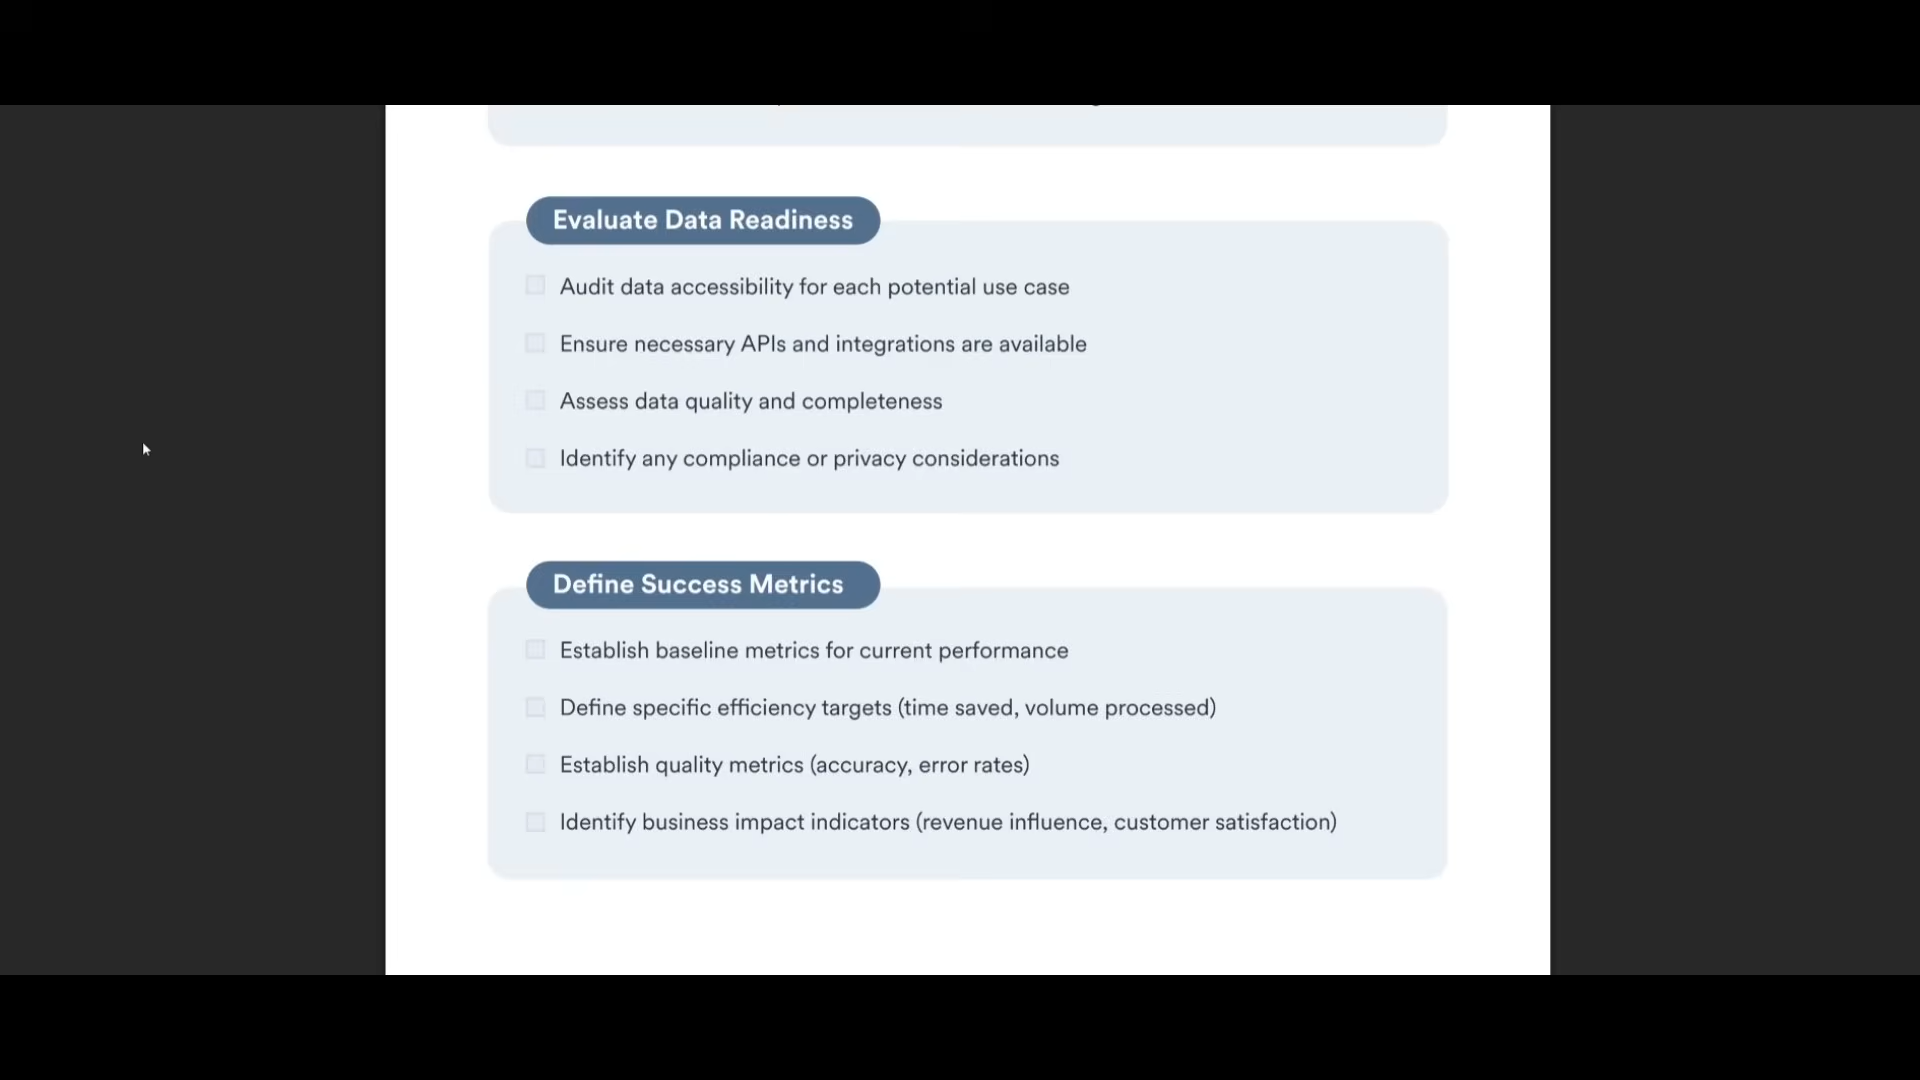 Evaluate Data Readiness
Audit data accessibility for each potential use case
Ensure necessary APIs and integrations are available
Assess data quality and completeness
Identify any compliance or privacy considerations
Define Success Metrics
Establish baseline metrics for current performance
Define specific efficiency targets (time saved, volume processed)
Establish quality metrics (accuracy, error rates)
Identify business impact indicators (revenue influence, customer satisfaction)